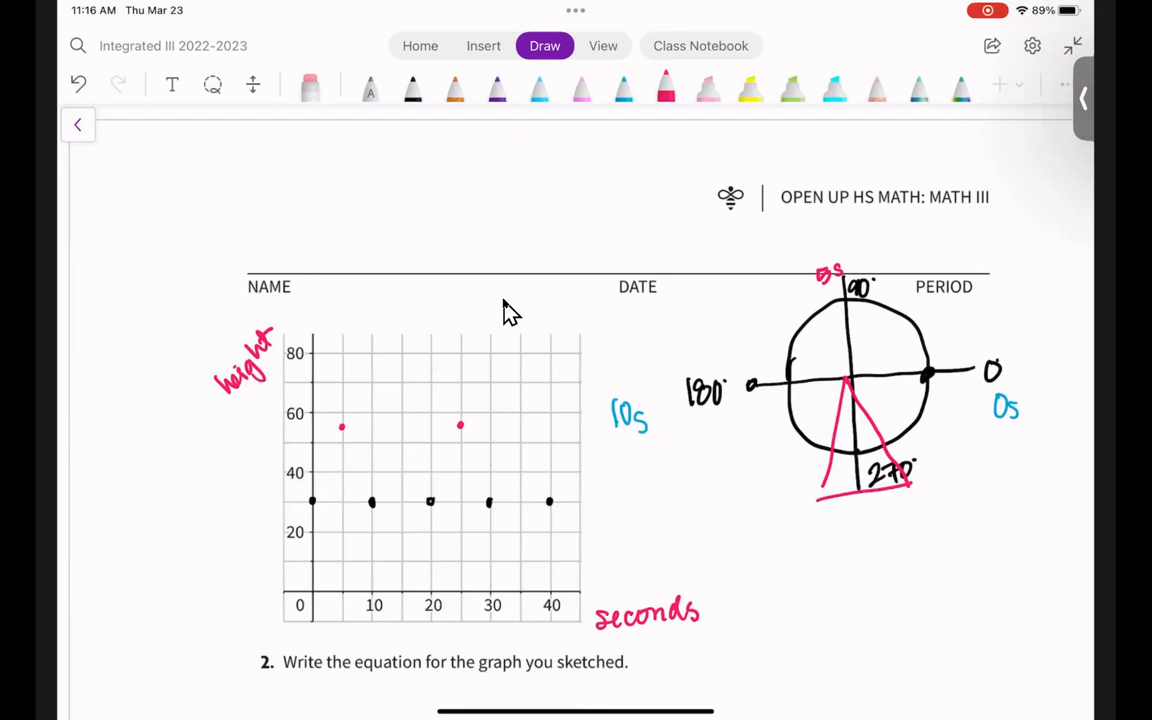 11:16 AM Thu Mar 23
89%
Integrated III 2022-2023
Home Insert Draw View Class Notebook
T
A
OPEN UP HS MATH: MATH III
NAME DATE PERIOD
5s
90°
height
80
60
40
20
0 10 20 30 40
seconds
180°
10s
0
0s
270°
2. Write the equation for the graph you sketched.